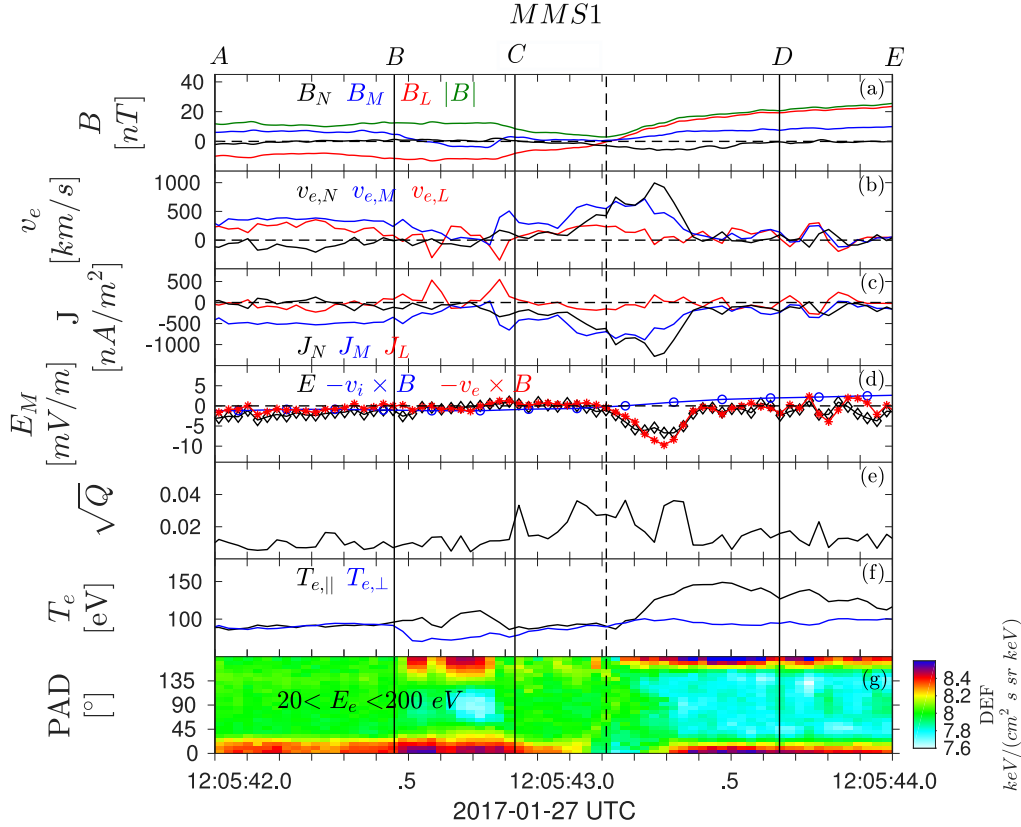 MMS1
A B C D E
B [nT]
40
20
0
B_N B_M B_L |B|
(a)
v_e [km/s]
1000
500
0
v_{e,N} v_{e,M} v_{e,L}
(b)
J [nA/m^2]
500
0
-500
-1000
J_N J_M J_L
(c)
E_M [mV/m]
5
0
-5
-10
E −v_i × B −v_e × B
(d)
√Q
0.04
0.02
(e)
T_e [eV]
150
100
T_{e,||} T_{e,⊥}
(f)
PAD [°]
135
90
45
0
20< E_e <200 eV
(g)
8.4
8.2
8
7.8
7.6
DEF
keV/(cm^2 s sr keV)
12:05:42.0 .5 12:05:43.0 .5 12:05:44.0
2017-01-27 UTC